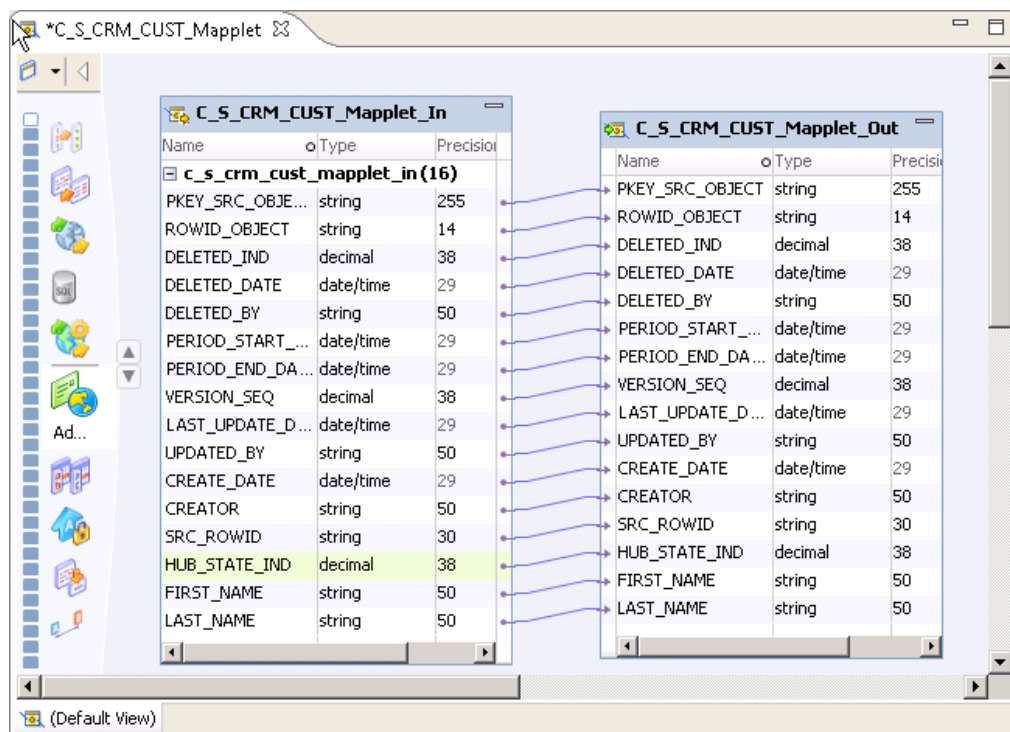 *C_S_CRM_CUST_Mapplet
C_S_CRM_CUST_Mapplet_In
Name Type Precision
c_s_crm_cust_mapplet_in (16)
PKEY_SRC_OBJE... string 255
ROWID_OBJECT string 14
DELETED_IND decimal 38
DELETED_DATE date/time 29
DELETED_BY string 50
PERIOD_START_... date/time 29
PERIOD_END_DA... date/time 29
VERSION_SEQ decimal 38
LAST_UPDATE_D... date/time 29
UPDATED_BY string 50
CREATE_DATE date/time 29
CREATOR string 50
SRC_ROWID string 30
HUB_STATE_IND decimal 38
FIRST_NAME string 50
LAST_NAME string 50
C_S_CRM_CUST_Mapplet_Out
Name Type Precisi
PKEY_SRC_OBJECT string 255
ROWID_OBJECT string 14
DELETED_IND decimal 38
DELETED_DATE date/time 29
DELETED_BY string 50
PERIOD_START_... date/time 29
PERIOD_END_DA... date/time 29
VERSION_SEQ decimal 38
LAST_UPDATE_D... date/time 29
UPDATED_BY string 50
CREATE_DATE date/time 29
CREATOR string 50
SRC_ROWID string 30
HUB_STATE_IND decimal 38
FIRST_NAME string 50
LAST_NAME string 50
SQL
Ad...
(Default View)